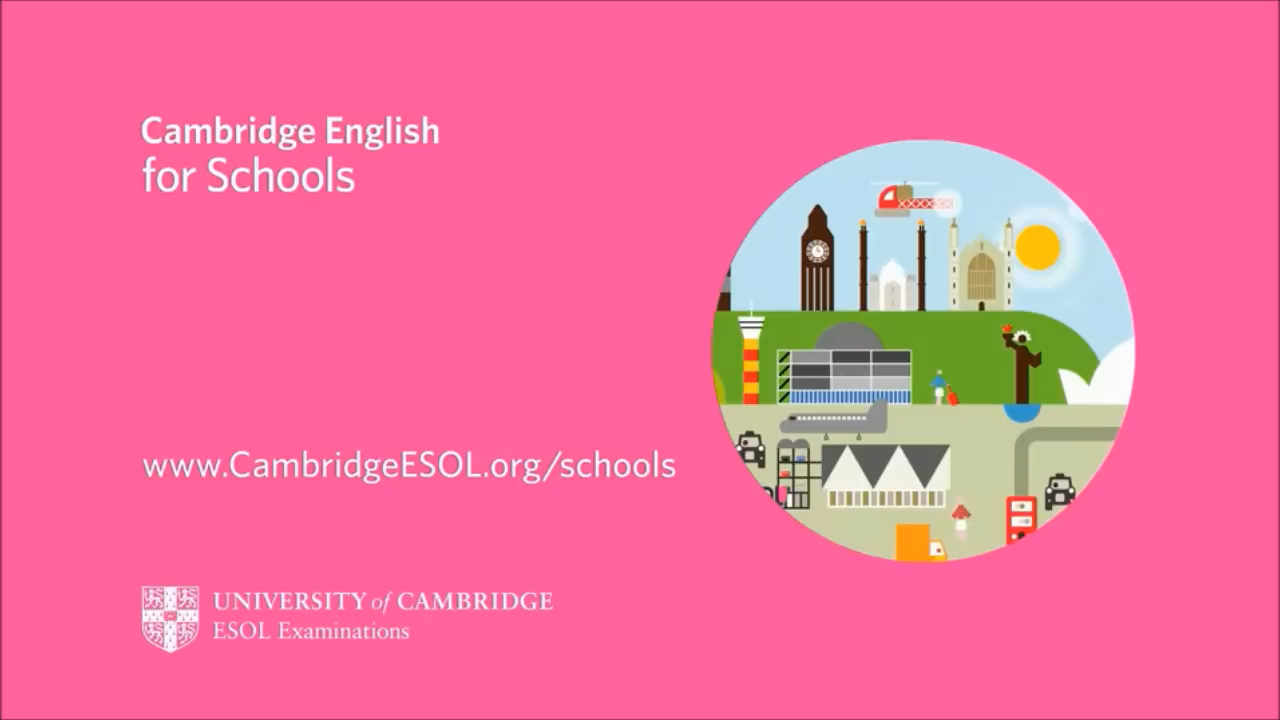 Cambridge English
for Schools
www.CambridgeESOL.org/schools
UNIVERSITY of CAMBRIDGE
ESOL Examinations